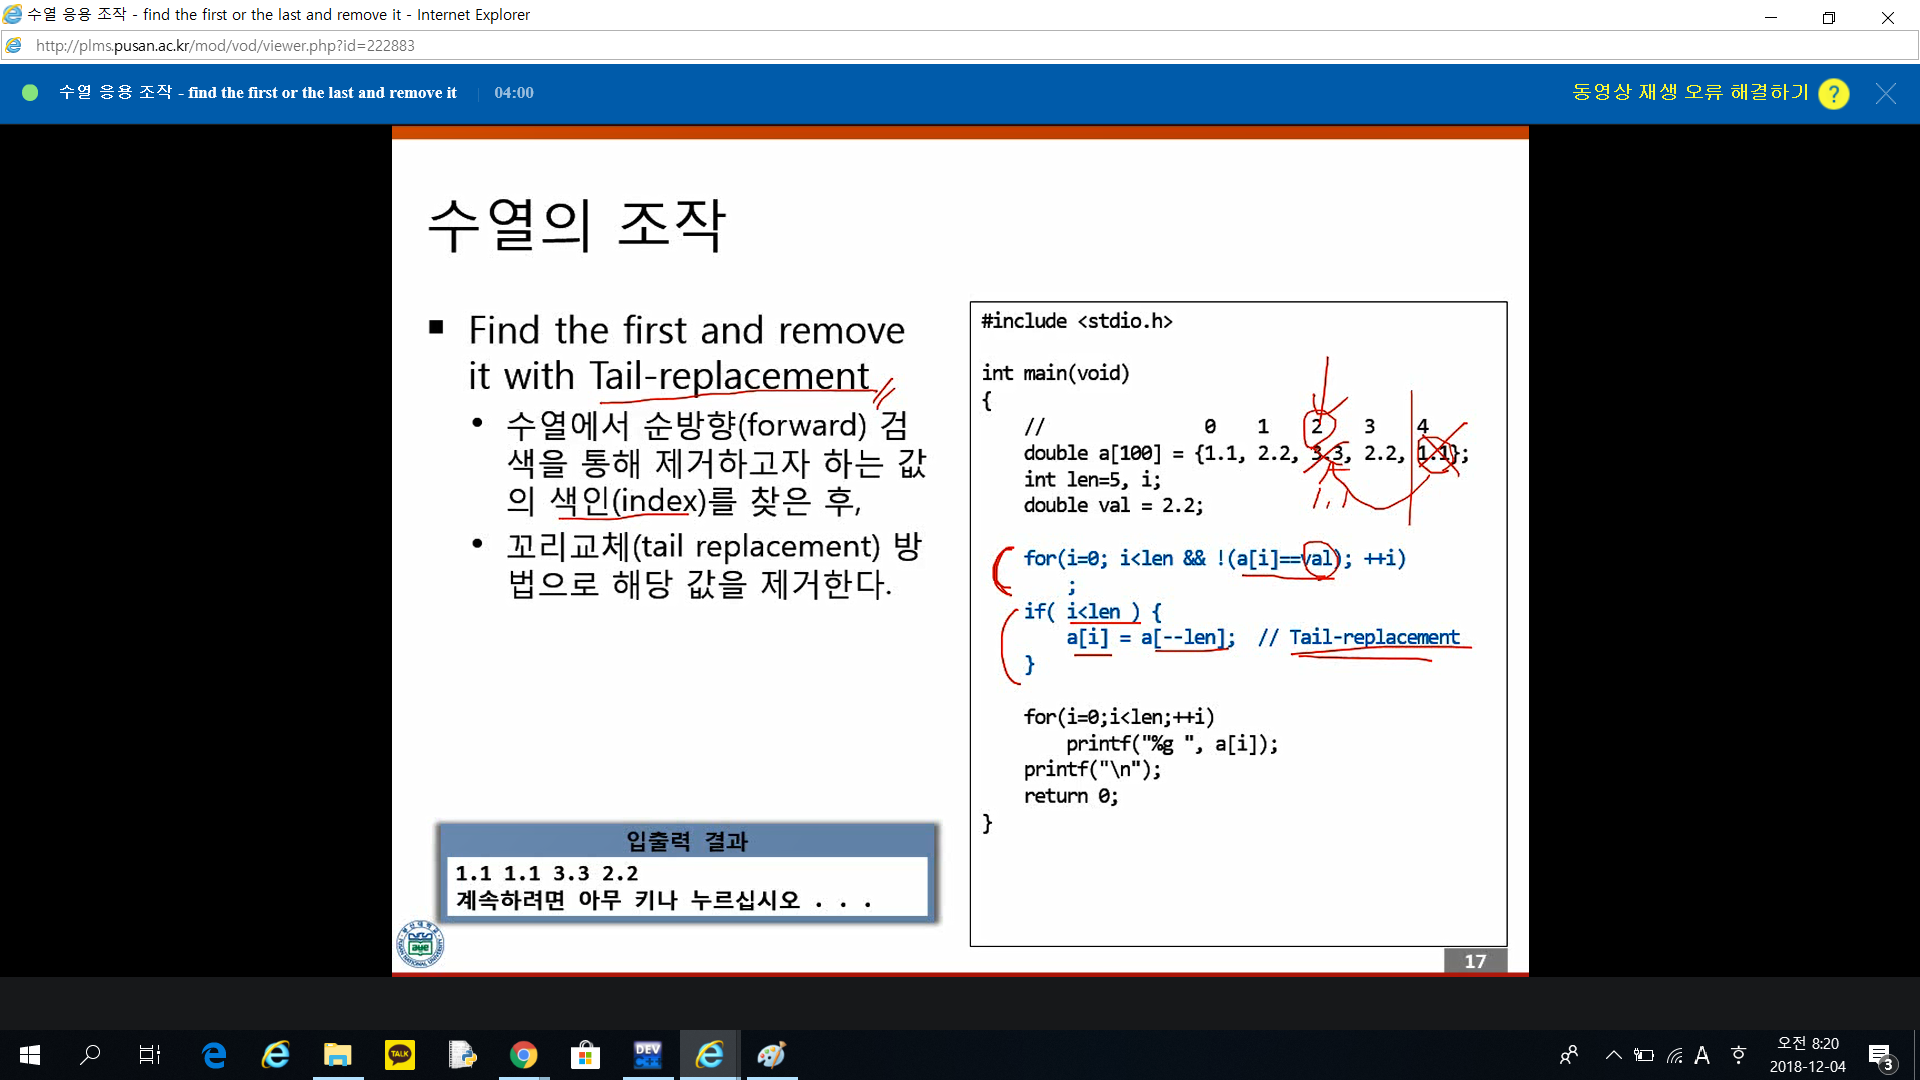 수열 응용 조작 - find the first or the last and remove it - Internet Explorer
http://plms.pusan.ac.kr/mod/vod/viewer.php?id=222883
수열 응용 조작 - find the first or the last and remove it | 04:00
동영상 재생 오류 해결하기 ?
수열의 조작
Find the first and remove
it with Tail-replacement
수열에서 순방향(forward) 검
색을 통해 제거하고자 하는 값
의 색인(index)를 찾은 후,
꼬리교체(tail replacement) 방
법으로 해당 값을 제거한다.
입출력 결과
1.1 1.1 3.3 2.2
계속하려면 아무 키나 누르십시오 . . .
#include <stdio.h>
int main(void)
{
// 0 1 2 3 4
double a[100] = {1.1, 2.2, 3.3, 2.2, 1.1};
1.1
int len=5, i;
double val = 2.2;
for(i=0; i<len && !(a[i]==val); ++i)
;
if( i<len ) {
a[i] = a[--len]; // Tail-replacement
}
for(i=0;i<len;++i)
printf("%g ", a[i]);
printf("\n");
return 0;
}
17
TALK
DEV
A
오전 8:20
2018-12-04
3